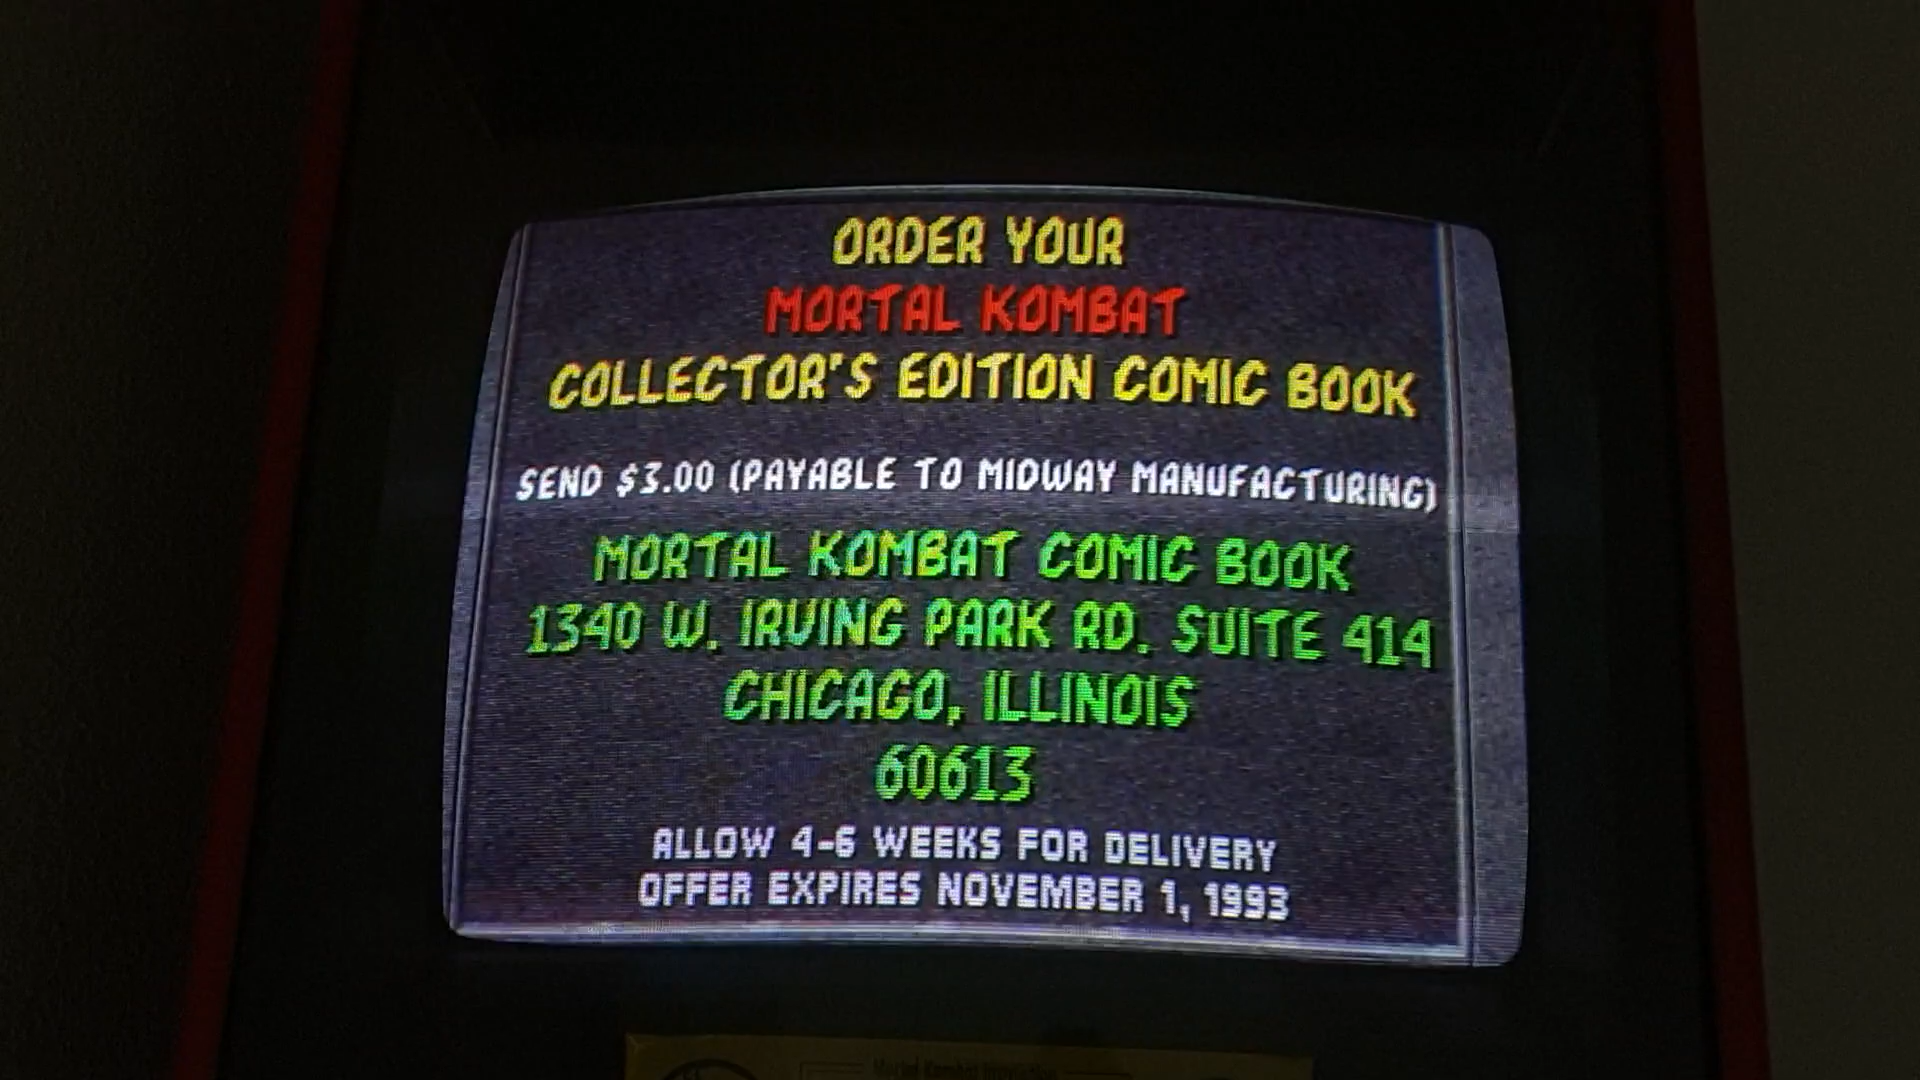 ORDER YOUR
MORTAL KOMBAT
COLLECTOR'S EDITION COMIC BOOK
SEND $3.00 (PAYABLE TO MIDWAY MANUFACTURING)
MORTAL KOMBAT COMIC BOOK
1340 W. IRVING PARK RD. SUITE 414
CHICAGO, ILLINOIS
60613
ALLOW 4-6 WEEKS FOR DELIVERY
OFFER EXPIRES NOVEMBER 1, 1993
Mortal Kombat